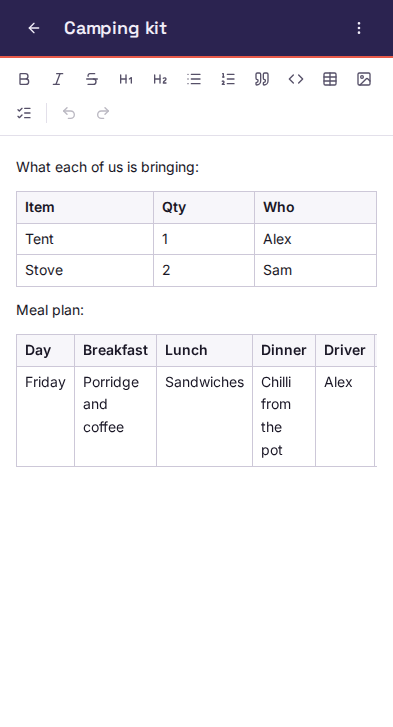 Camping kit
B I S H1 H2
What each of us is bringing:
Item Qty Who
Tent 1 Alex
Stove 2 Sam
Meal plan:
Day Breakfast Lunch Dinner Driver
Friday Porridge and coffee Sandwiches Chilli from the pot Alex